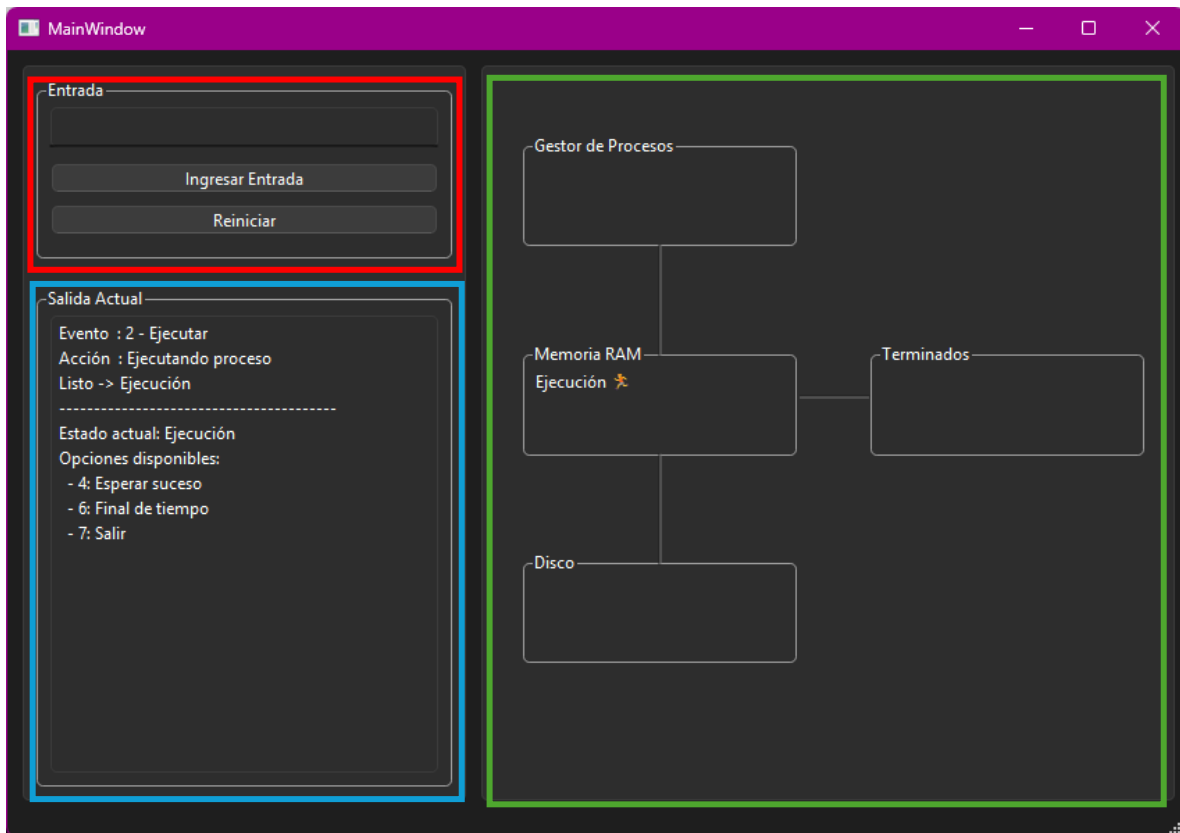 MainWindow
Entrada
Ingresar Entrada
Reiniciar
Salida Actual
Evento : 2 - Ejecutar
Acción : Ejecutando proceso
Listo -> Ejecución
----------------------------------------
Estado actual: Ejecución
Opciones disponibles:
- 4: Esperar suceso
- 6: Final de tiempo
- 7: Salir
Gestor de Procesos
Memoria RAM
Ejecución 🏃
Terminados
Disco